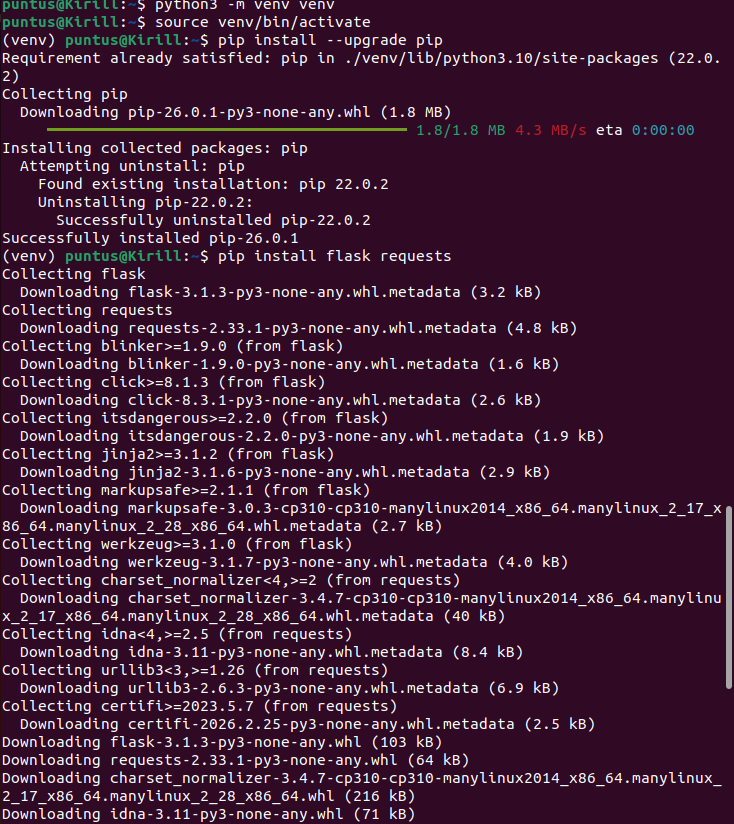 puntus@Kirill:~$ python3 -m venv venv
puntus@Kirill:~$ source venv/bin/activate
(venv) puntus@Kirill:~$ pip install --upgrade pip
Requirement already satisfied: pip in ./venv/lib/python3.10/site-packages (22.0.
2)
Collecting pip
  Downloading pip-26.0.1-py3-none-any.whl (1.8 MB)
     1.8/1.8 MB 4.3 MB/s eta 0:00:00
Installing collected packages: pip
  Attempting uninstall: pip
    Found existing installation: pip 22.0.2
    Uninstalling pip-22.0.2:
      Successfully uninstalled pip-22.0.2
Successfully installed pip-26.0.1
(venv) puntus@Kirill:~$ pip install flask requests
Collecting flask
  Downloading flask-3.1.3-py3-none-any.whl.metadata (3.2 kB)
Collecting requests
  Downloading requests-2.33.1-py3-none-any.whl.metadata (4.8 kB)
Collecting blinker>=1.9.0 (from flask)
  Downloading blinker-1.9.0-py3-none-any.whl.metadata (1.6 kB)
Collecting click>=8.1.3 (from flask)
  Downloading click-8.3.1-py3-none-any.whl.metadata (2.6 kB)
Collecting itsdangerous>=2.2.0 (from flask)
  Downloading itsdangerous-2.2.0-py3-none-any.whl.metadata (1.9 kB)
Collecting jinja2>=3.1.2 (from flask)
  Downloading jinja2-3.1.6-py3-none-any.whl.metadata (2.9 kB)
Collecting markupsafe>=2.1.1 (from flask)
  Downloading markupsafe-3.0.3-cp310-cp310-manylinux2014_x86_64.manylinux_2_17_x
86_64.manylinux_2_28_x86_64.whl.metadata (2.7 kB)
Collecting werkzeug>=3.1.0 (from flask)
  Downloading werkzeug-3.1.7-py3-none-any.whl.metadata (4.0 kB)
Collecting charset_normalizer<4,>=2 (from requests)
  Downloading charset_normalizer-3.4.7-cp310-cp310-manylinux2014_x86_64.manylinu
x_2_17_x86_64.manylinux_2_28_x86_64.whl.metadata (40 kB)
Collecting idna<4,>=2.5 (from requests)
  Downloading idna-3.11-py3-none-any.whl.metadata (8.4 kB)
Collecting urllib3<3,>=1.26 (from requests)
  Downloading urllib3-2.6.3-py3-none-any.whl.metadata (6.9 kB)
Collecting certifi>=2023.5.7 (from requests)
  Downloading certifi-2026.2.25-py3-none-any.whl.metadata (2.5 kB)
Downloading flask-3.1.3-py3-none-any.whl (103 kB)
Downloading requests-2.33.1-py3-none-any.whl (64 kB)
Downloading charset_normalizer-3.4.7-cp310-cp310-manylinux2014_x86_64.manylinux_
2_17_x86_64.manylinux_2_28_x86_64.whl (216 kB)
Downloading idna-3.11-py3-none-any.whl (71 kB)